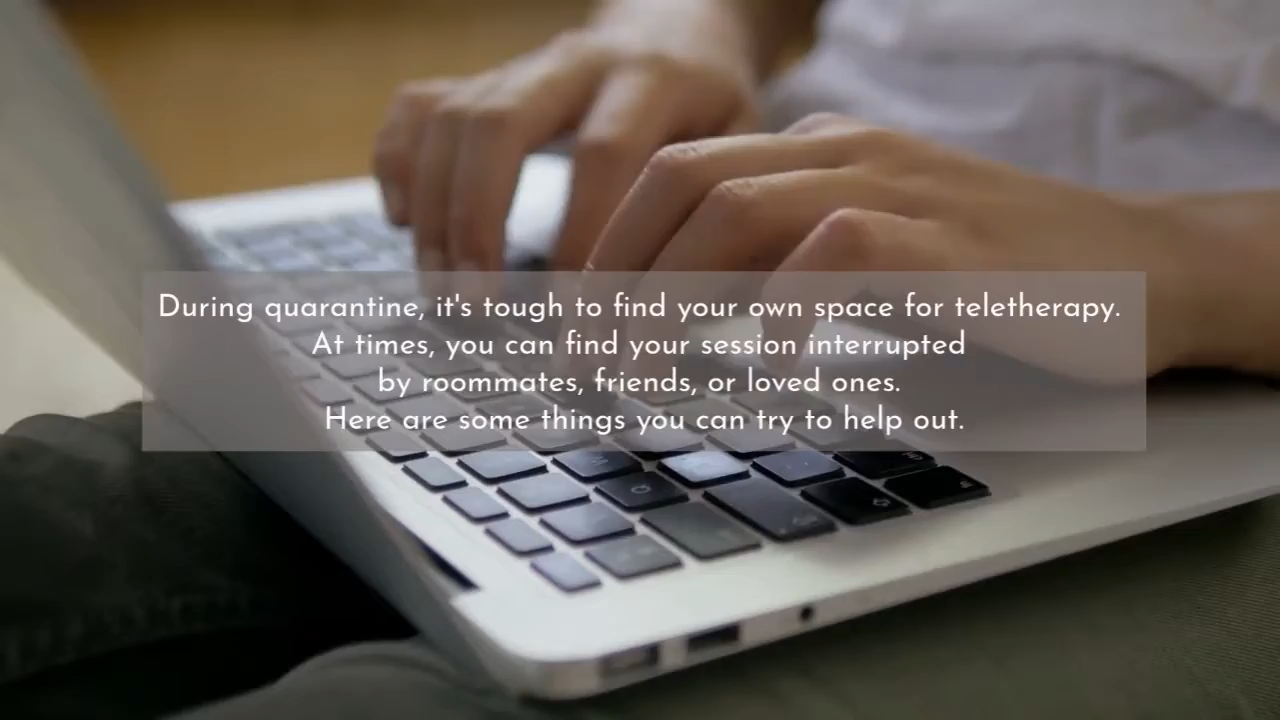 During quarantine, it's tough to find your own space for teletherapy.
At times, you can find your session interrupted
by roommates, friends, or loved ones.
Here are some things you can try to help out.